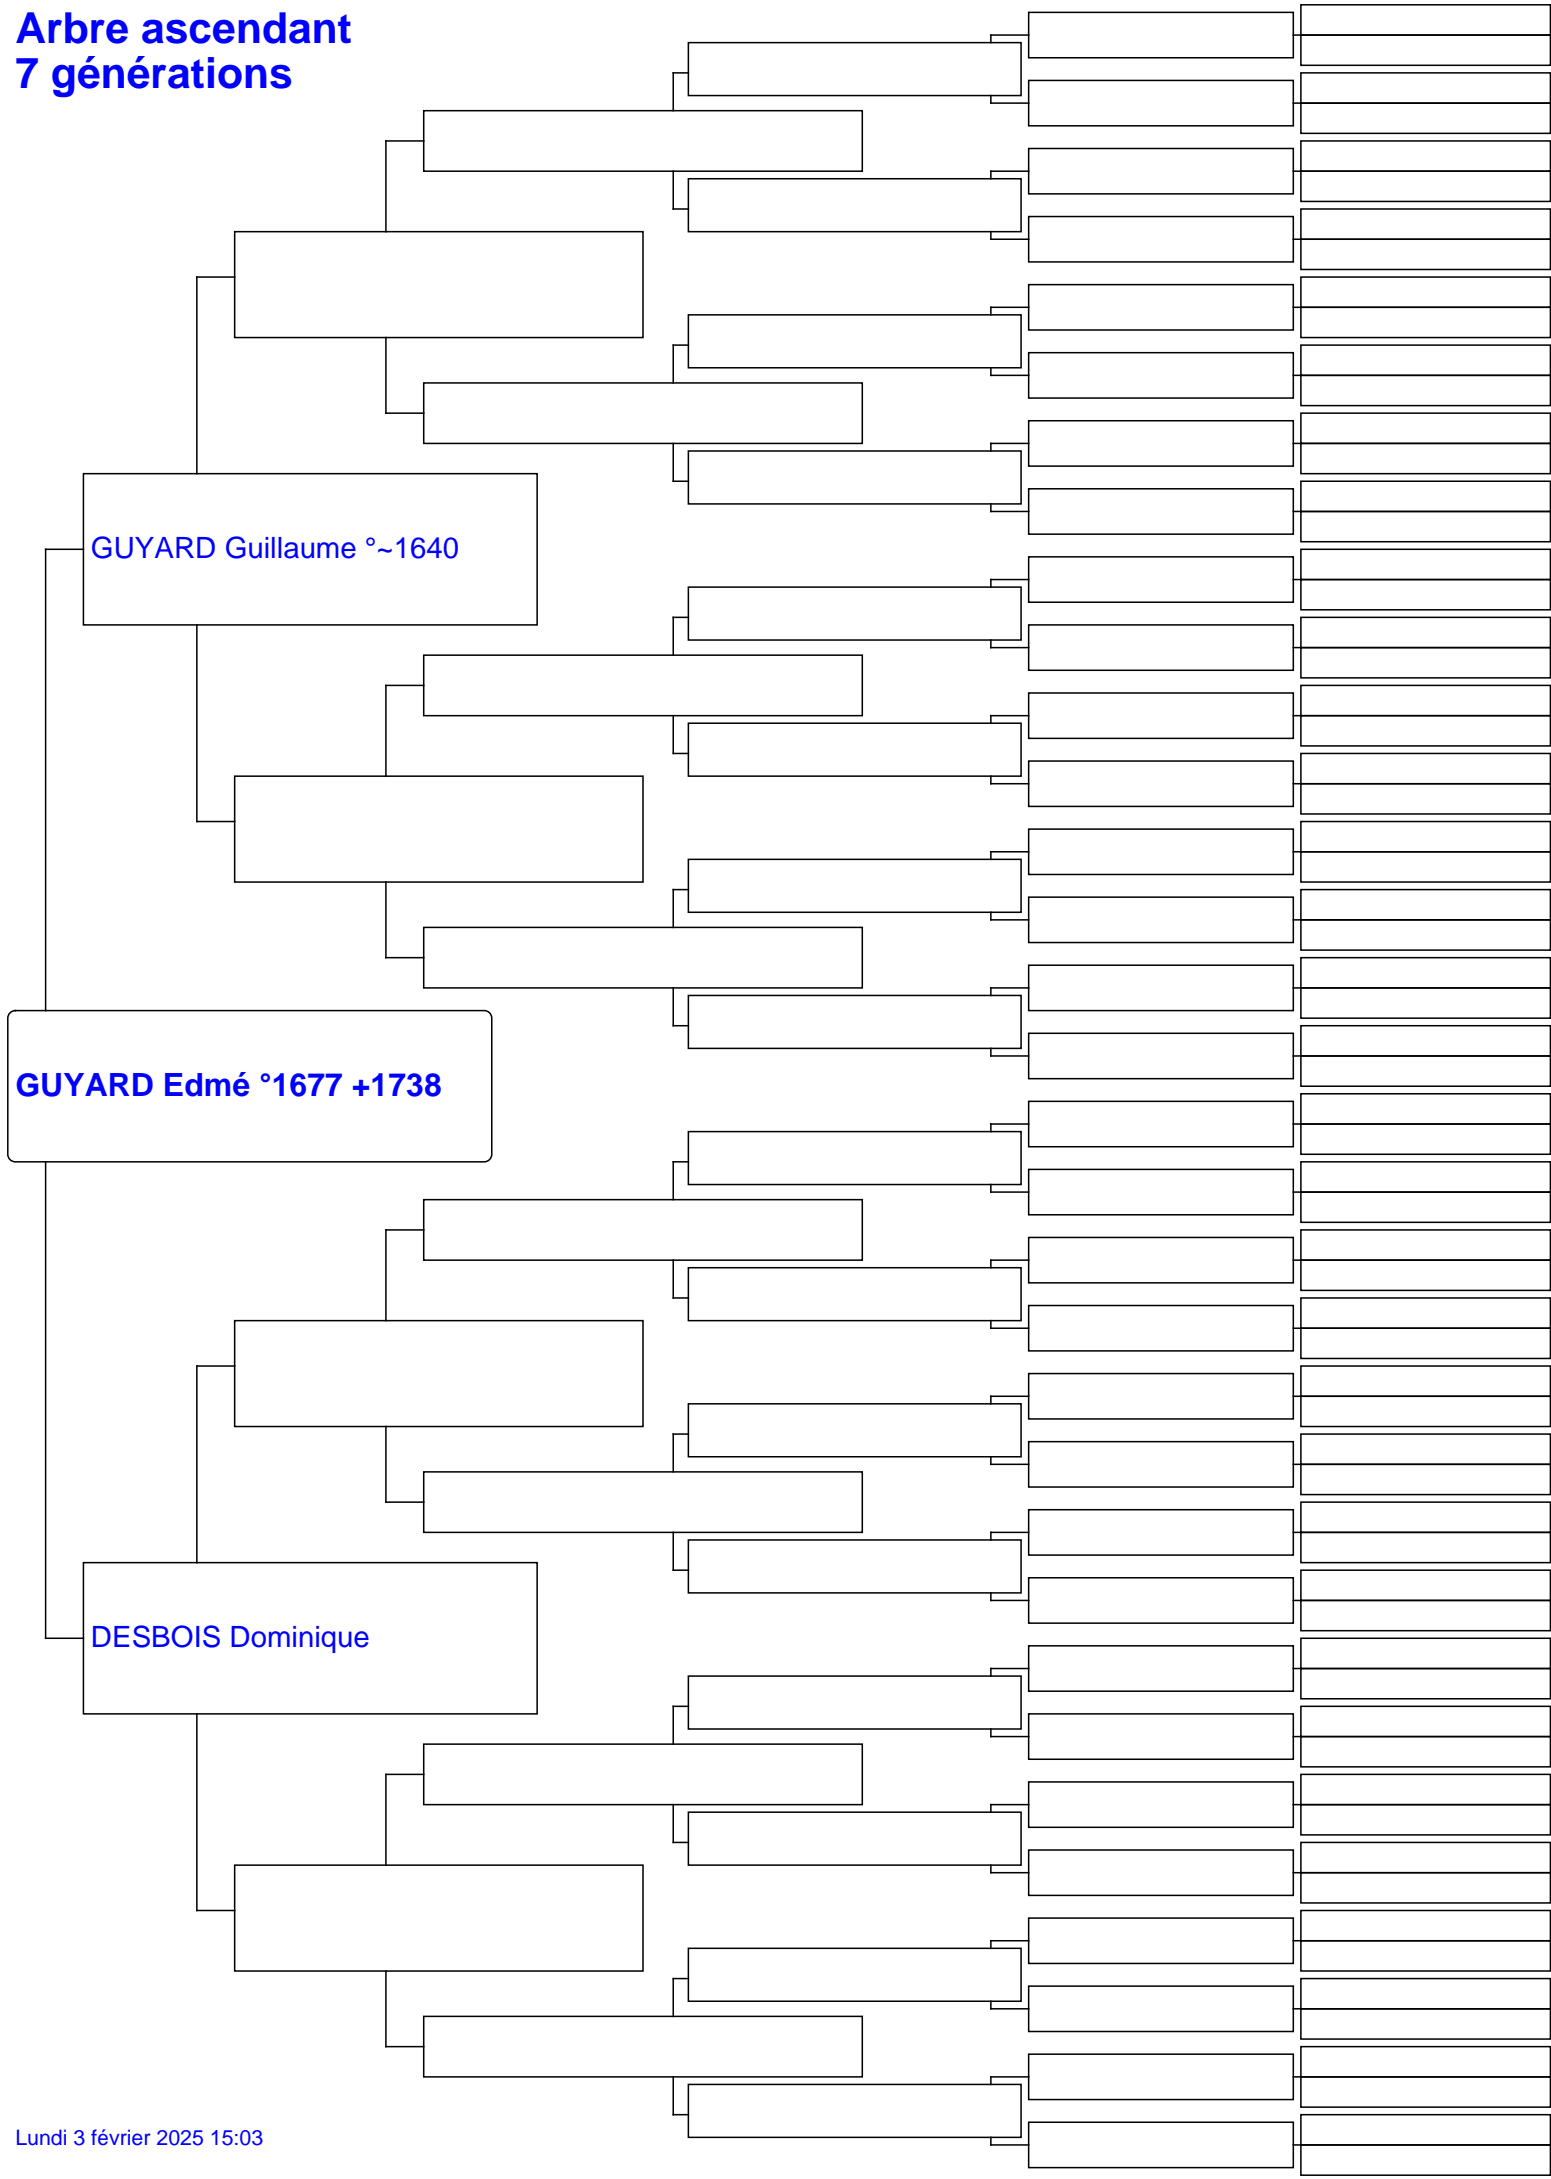 Arbre ascendant
7 générations
GUYARD Guillaume °~1640
GUYARD Edmé °1677 +1738
DESBOIS Dominique
Lundi 3 février 2025 15:03